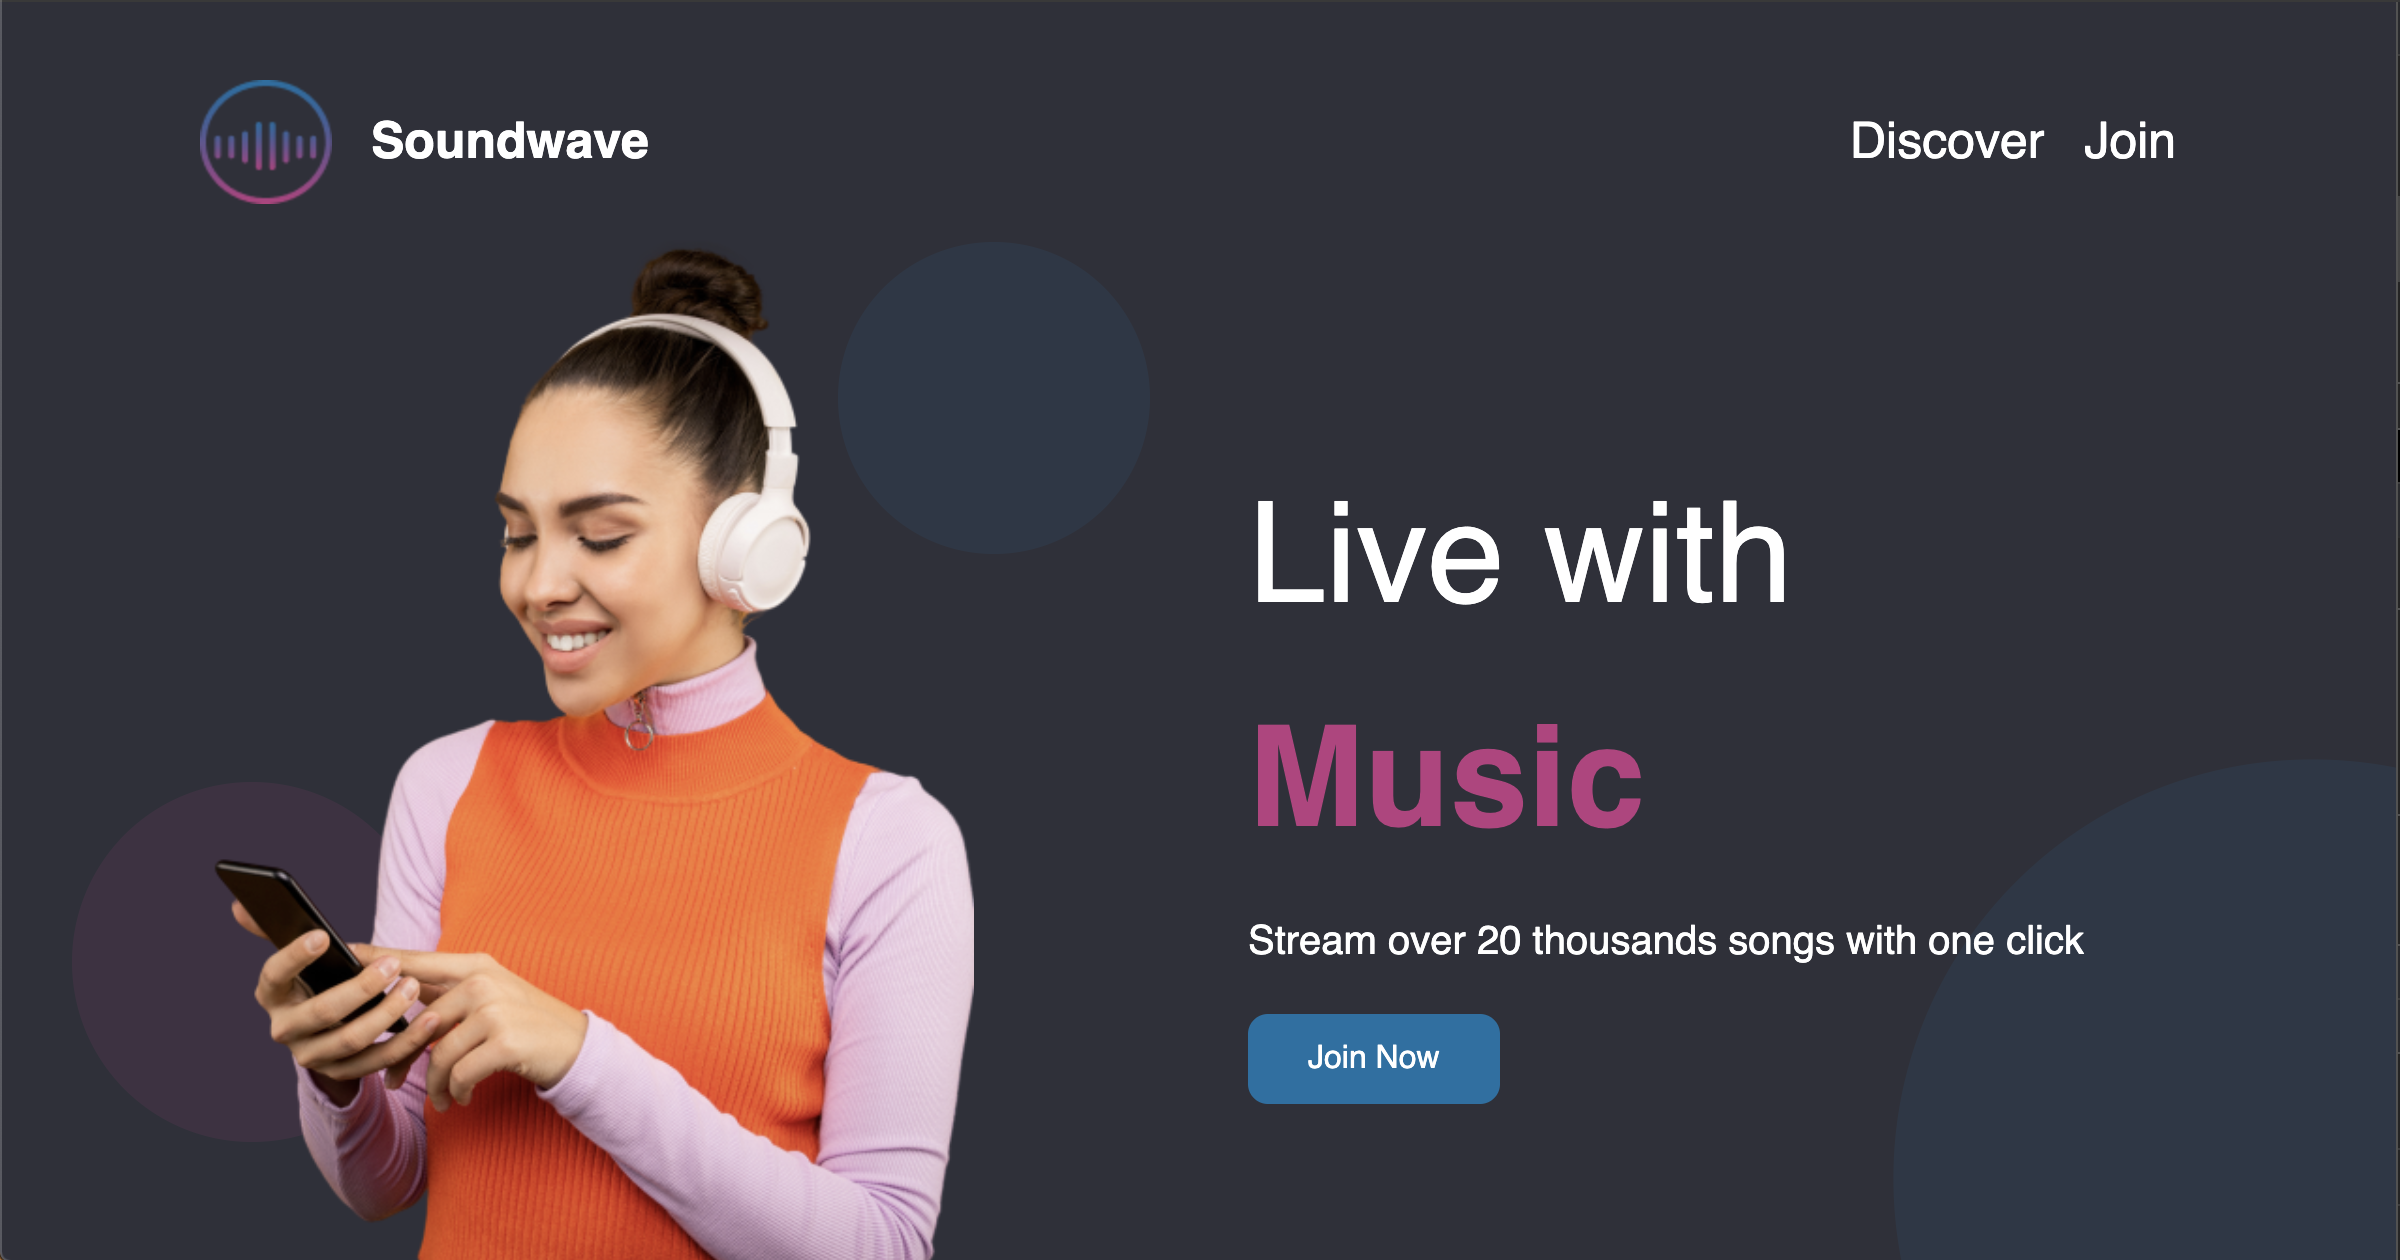 Soundwave
Discover Join
Live with
Music
Stream over 20 thousands songs with one click
Join Now